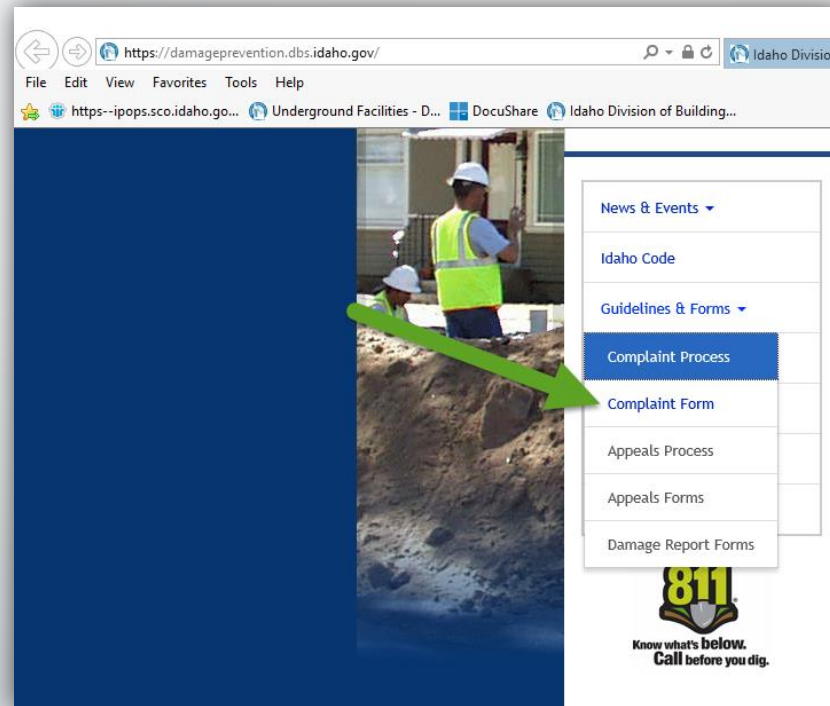 https://damageprevention.dbs.idaho.gov/
Idaho Divisio
File Edit View Favorites Tools Help
https--ipops.sco.idaho.go... Underground Facilities - D... DocuShare Idaho Division of Building...
News & Events
Idaho Code
Guidelines & Forms
Complaint Process
Complaint Form
Appeals Process
Appeals Forms
Damage Report Forms
811
Know what's below.
Call before you dig.